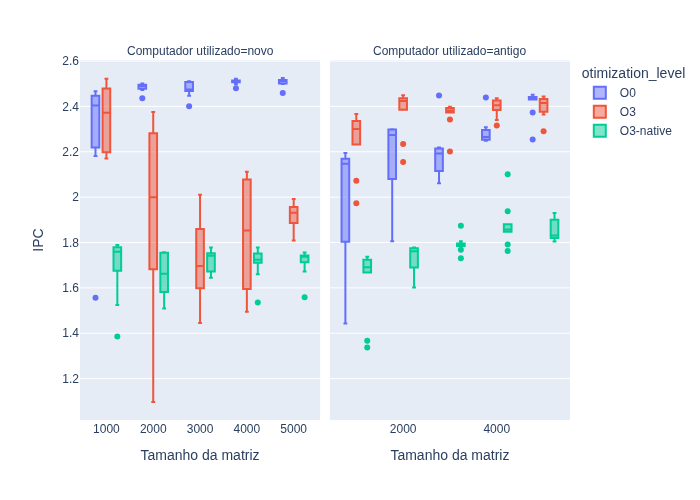 Computador utilizado=novo
Computador utilizado=antigo
otimization_level
O0
O3
O3-native
IPC
2.6
2.4
2.2
2
1.8
1.6
1.4
1.2
1000
2000
3000
4000
5000
2000
4000
Tamanho da matriz
Tamanho da matriz